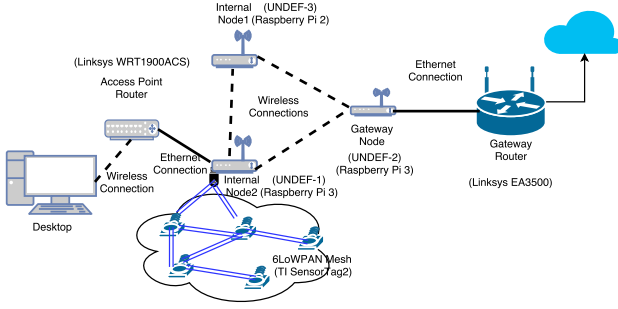 Internal (UNDEF-3)
Node1 (Raspberry Pi 2)
(Linksys WRT1900ACS)
Access Point
Router
Ethernet
Connection
Wireless
Connections
Gateway
Node
(UNDEF-2)
(Raspberry Pi 3)
Gateway
Router
(Linksys EA3500)
Ethernet
Connection
Wireless
Connection
Internal (UNDEF-1)
Node2 (Raspberry Pi 3)
Desktop
6LoWPAN Mesh
(TI SensorTag2)